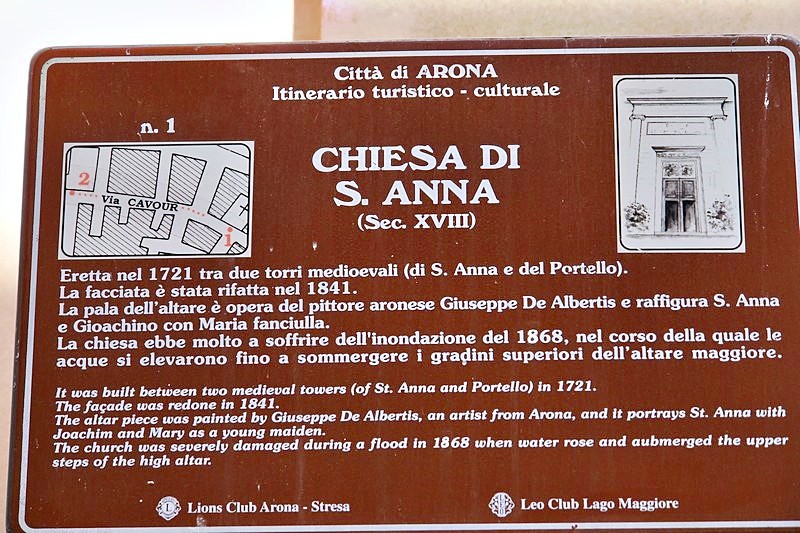 Città di ARONA
Itinerario turistico - culturale
n. 1
2
Via CAVOUR
i
CHIESA DI
S. ANNA
(Sec. XVIII)
Eretta nel 1721 tra due torri medioevali (di S. Anna e del Portello).
La facciata è stata rifatta nel 1841.
La pala dell'altare è opera del pittore aronese Giuseppe De Albertis e raffigura S. Anna
e Gioachino con Maria fanciulla.
La chiesa ebbe molto a soffrire dell'inondazione del 1868, nel corso della quale le
acque si elevarono fino a sommergere i gradini superiori dell'altare maggiore.
It was built between two medieval towers (of St. Anna and Portello) in 1721.
The façade was redone in 1841.
The altar piece was painted by Giuseppe De Albertis, an artist from Arona, and it portrays St. Anna with
Joachim and Mary as a young maiden.
The church was severely damaged during a flood in 1868 when water rose and aubmerged the upper
steps of the high altar.
Lions Club Arona - Stresa
Leo Club Lago Maggiore